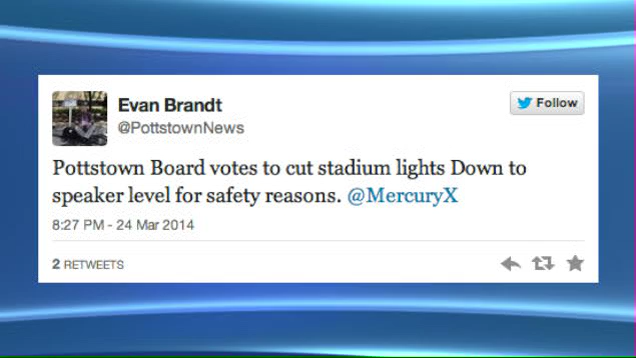 Evan Brandt
Follow
@PottstownNews
Pottstown Board votes to cut stadium lights Down to
speaker level for safety reasons. @MercuryX
8:27 PM - 24 Mar 2014
2 RETWEETS